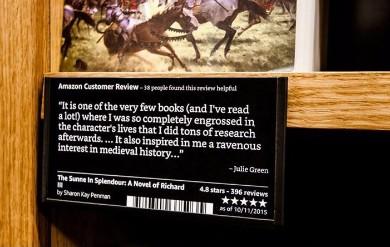 Amazon Customer Review – 38 people found this review helpful
“It is one of the very few books (and I’ve read
a lot!) where I was so completely engrossed in
the character’s lives that I did tons of research
afterwards. ... It also inspired in me a ravenous
interest in medieval history...”
– Julie Green
The Sunne In Splendour: A Novel of Richard
III
by Sharon Kay Penman
4.8 stars - 396 reviews
★★★★★
as of 10/11/2015